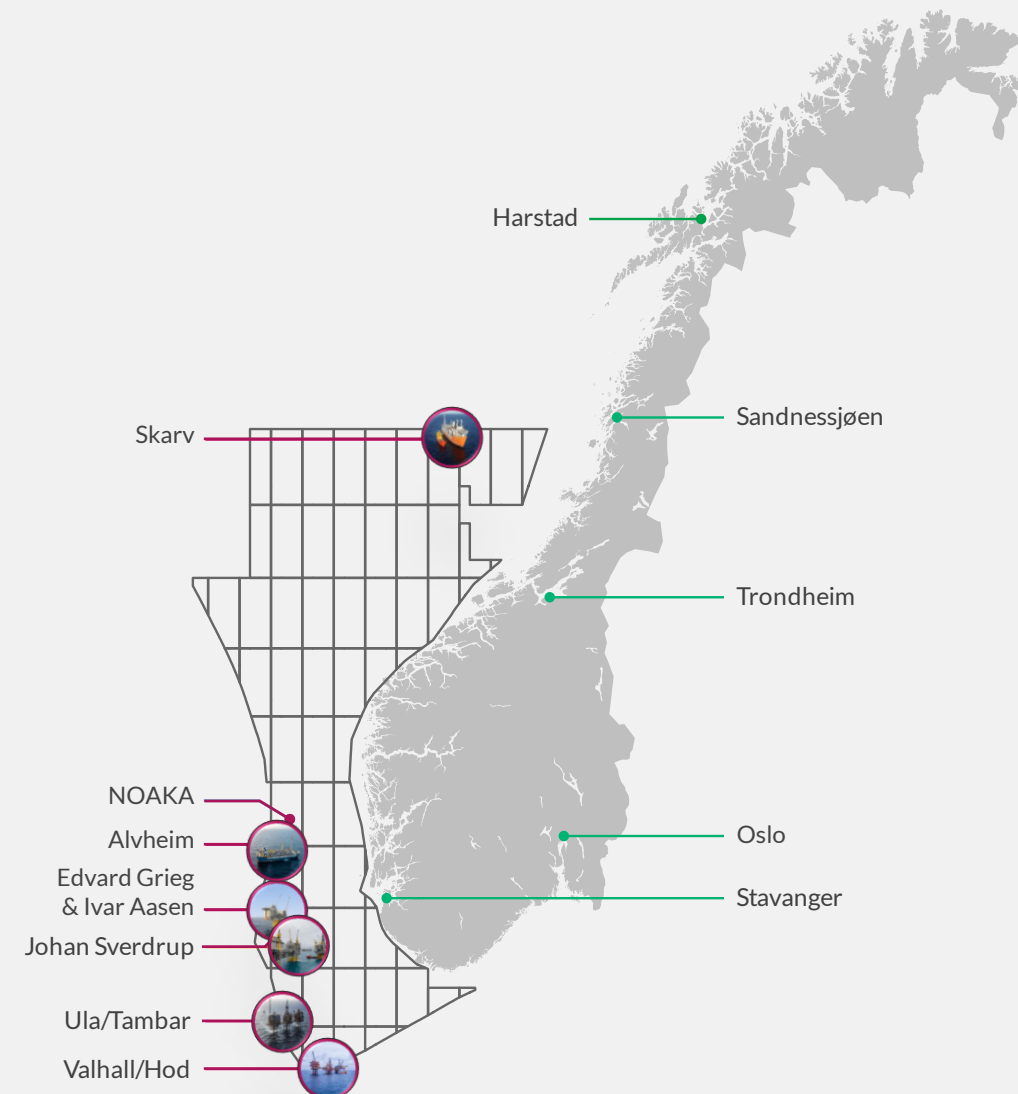 Harstad
Sandnessjøen
Skarv
Trondheim
NOAKA
Alvheim
Oslo
Edvard Grieg
& Ivar Aasen
Stavanger
Johan Sverdrup
Ula/Tambar
Valhall/Hod